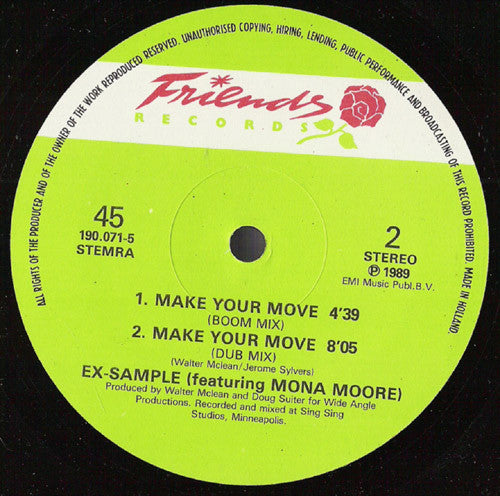 ALL RIGHTS OF THE PRODUCER AND OF THE OWNER OF THE WORK REPRODUCED RESERVED. UNAUTHORISED COPYING, HIRING, LENDING, PUBLIC PERFORMANCE AND BROADCASTING OF THIS RECORD PROHIBITED. MADE IN HOLLAND.
Friends
RECORDS
45
190.071-5
STEMRA
2
STEREO
Ⓟ 1989
EMI Music Publ.B.V.
1. MAKE YOUR MOVE 4'39
(BOOM MIX)
2. MAKE YOUR MOVE 8'05
(DUB MIX)
(Walter Mclean/Jerome Sylvers)
EX-SAMPLE (featuring MONA MOORE)
Produced by Walter Mclean and Doug Suiter for Wide Angle
Productions. Recorded and mixed at Sing Sing
Studios, Minneapolis.